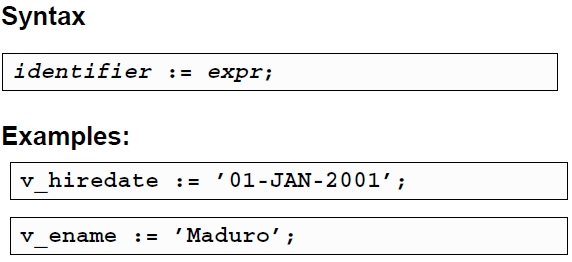 Syntax
identifier := expr;
Examples:
v_hiredate := ’01-JAN-2001’;
v_ename := ’Maduro’;